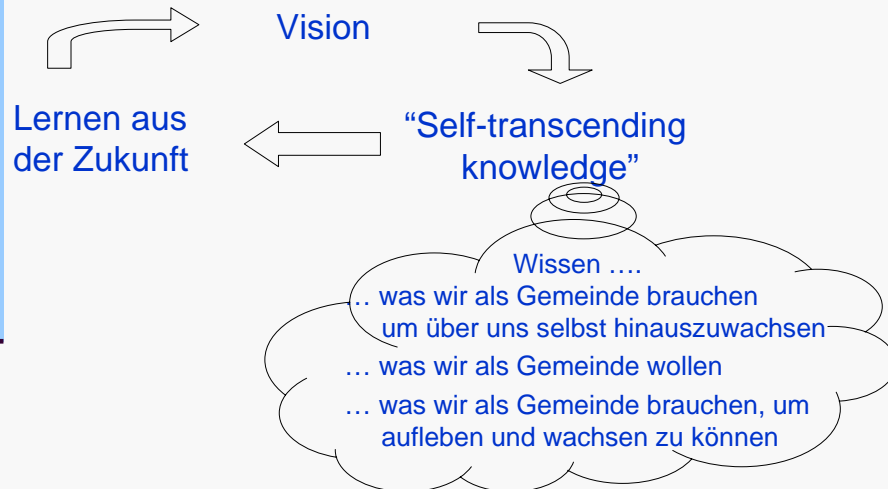 Vision
Lernen aus
der Zukunft
“Self-transcending
knowledge”
Wissen ….
… was wir als Gemeinde brauchen
um über uns selbst hinauszuwachsen
… was wir als Gemeinde wollen
… was wir als Gemeinde brauchen, um
aufleben und wachsen zu können